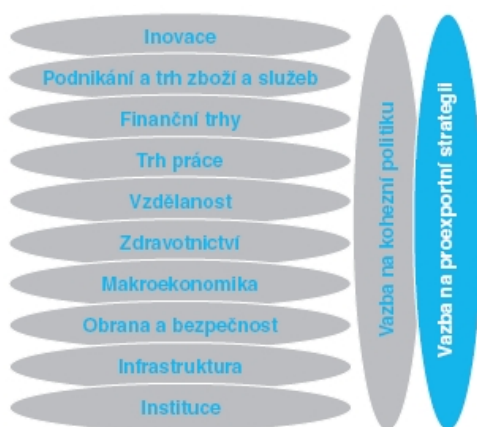 Inovace
Podnikání a trh zboží a služeb
Finanční trhy
Trh práce
Vzdělanost
Zdravotnictví
Makroekonomika
Obrana a bezpečnost
Infrastruktura
Instituce
Vazba na kohezní politiku
Vazba na proexportní strategii